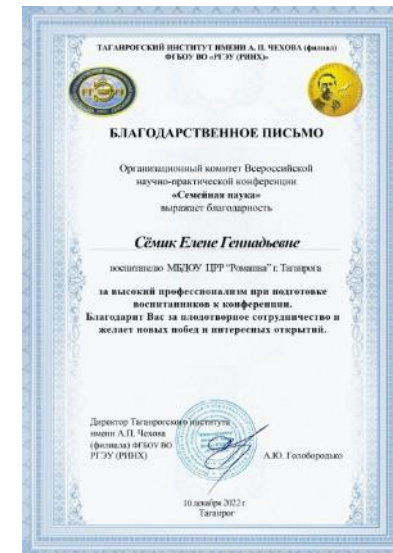 ТАГАНРОГСКИЙ ИНСТИТУТ ИМЕНИ А. П. ЧЕХОВА (филиал)
ФГБОУ ВО «РГЭУ (РИНХ)»
БЛАГОДАРСТВЕННОЕ ПИСЬМО
Организационный комитет Всероссийской
научно-практической конференции
«Семейная наука»
выражает благодарность
Сёмик Елене Геннадьевне
воспитателю МБДОУ ЦРР “Ромашка” г. Таганрога
за высокий профессионализм при подготовке
воспитанников к конференции.
Благодарит Вас за плодотворное сотрудничество и
желает новых побед и интересных открытий.
Директор Таганрогского института
имени А.П. Чехова
(филиала) ФГБОУ ВО
РГЭУ (РИНХ)
А.Ю. Голобородько
10 декабря 2022 г.
Таганрог